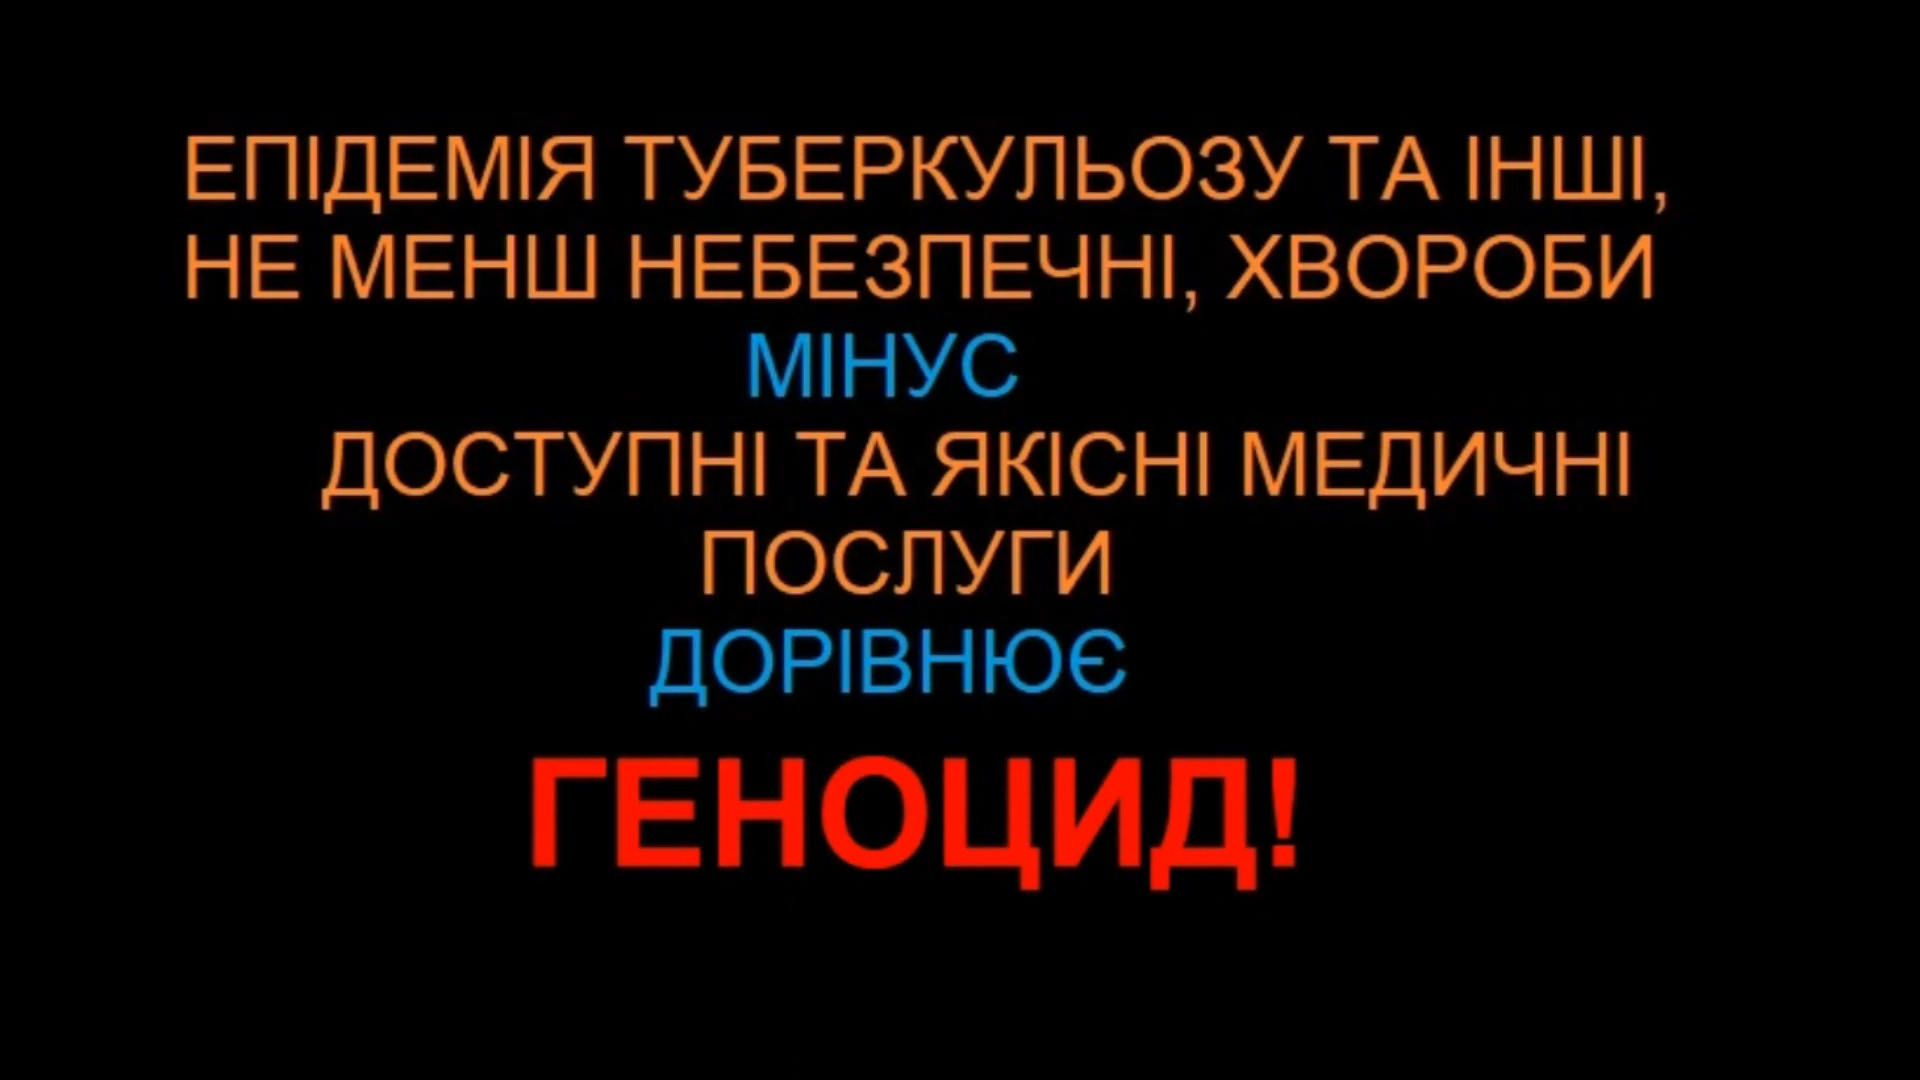 ЕПІДЕМІЯ ТУБЕРКУЛЬОЗУ ТА ІНШІ,
НЕ МЕНШ НЕБЕЗПЕЧНІ, ХВОРОБИ
МІНУС
ДОСТУПНІ ТА ЯКІСНІ МЕДИЧНІ
ПОСЛУГИ
ДОРІВНЮЄ
ГЕНОЦИД!